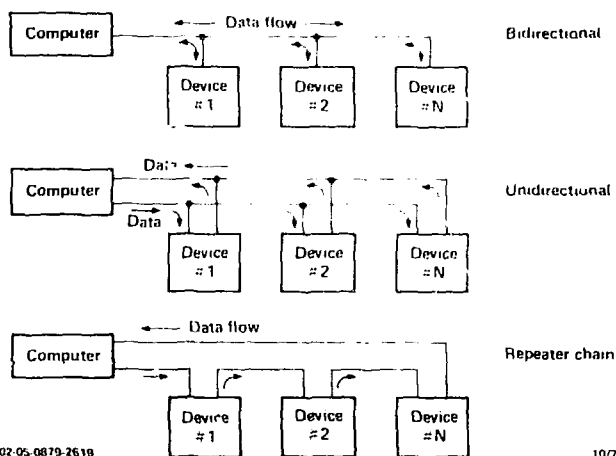 Data flow
Computer
Bidirectional
Device
#1
Device
#2
Device
#N
Data
Computer
Unidirectional
Data
Device
#1
Device
#2
Device
#N
Data flow
Computer
Repeater chain
Device
#1
Device
#2
Device
#N
02-05-0879-2619